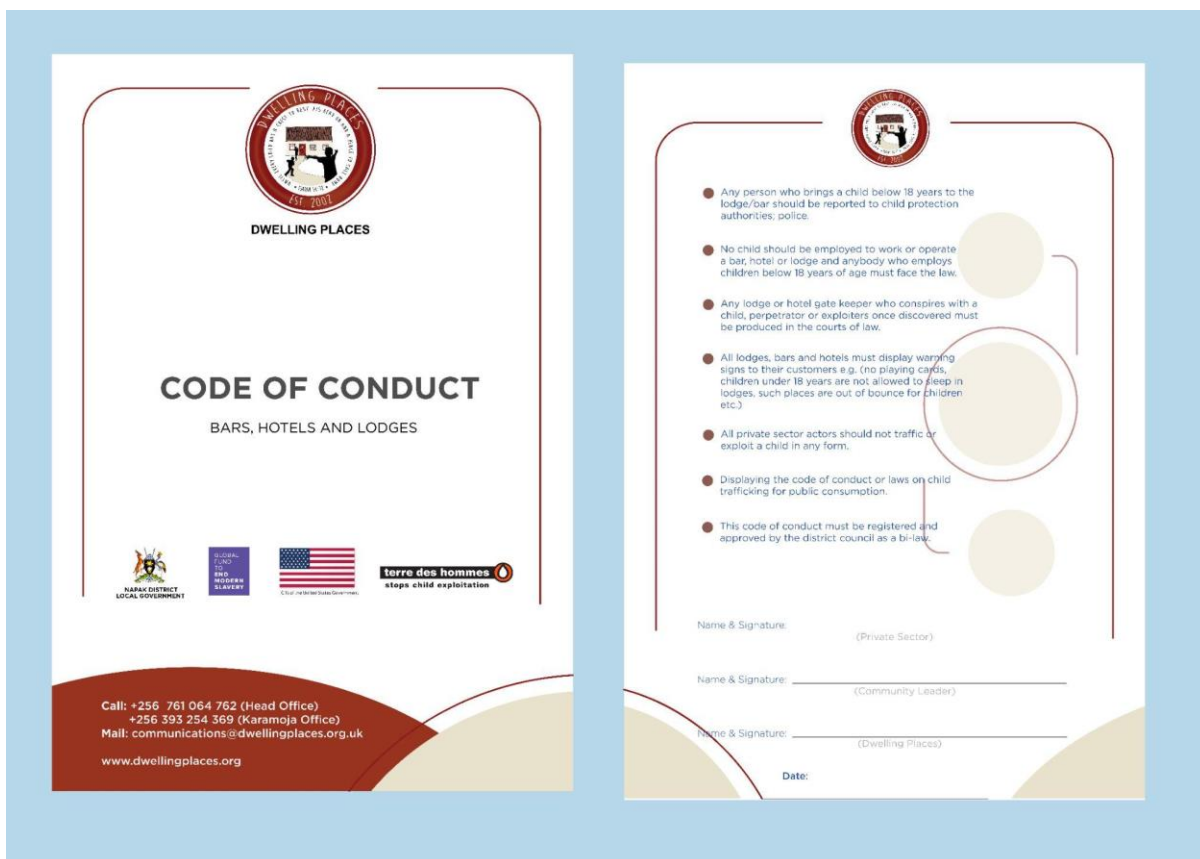 DWELLING PLACES
EST. 2002
DWELLING PLACES
CODE OF CONDUCT
BARS, HOTELS AND LODGES
NAPAK DISTRICT
LOCAL GOVERNMENT
GLOBAL
FUND
TO
END
MODERN
SLAVERY
terre des hommes
stops child exploitation
Call: +256 761 064 762 (Head Office)
+256 393 254 369 (Karamoja Office)
Mail: communications@dwellingplaces.org.uk
www.dwellingplaces.org
DWELLING PLACES
EST. 2002
Any person who brings a child below 18 years to the
lodge/bar should be reported to child protection
authorities; police.
No child should be employed to work or operate
a bar, hotel or lodge and anybody who employs
children below 18 years of age must face the law.
Any lodge or hotel gate keeper who conspires with a
child, perpetrator or exploiters once discovered must
be produced in the courts of law.
All lodges, bars and hotels must display warning
signs to their customers e.g. (no playing cards,
children under 18 years are not allowed to sleep in
lodges, such places are out of bounce for children
etc.)
All private sector actors should not traffic or
exploit a child in any form.
Displaying the code of conduct or laws on child
trafficking for public consumption.
This code of conduct must be registered and
approved by the district council as a bi-law.
Name & Signature:
(Private Sector)
Name & Signature:
(Community Leader)
Name & Signature:
(Dwelling Places)
Date: